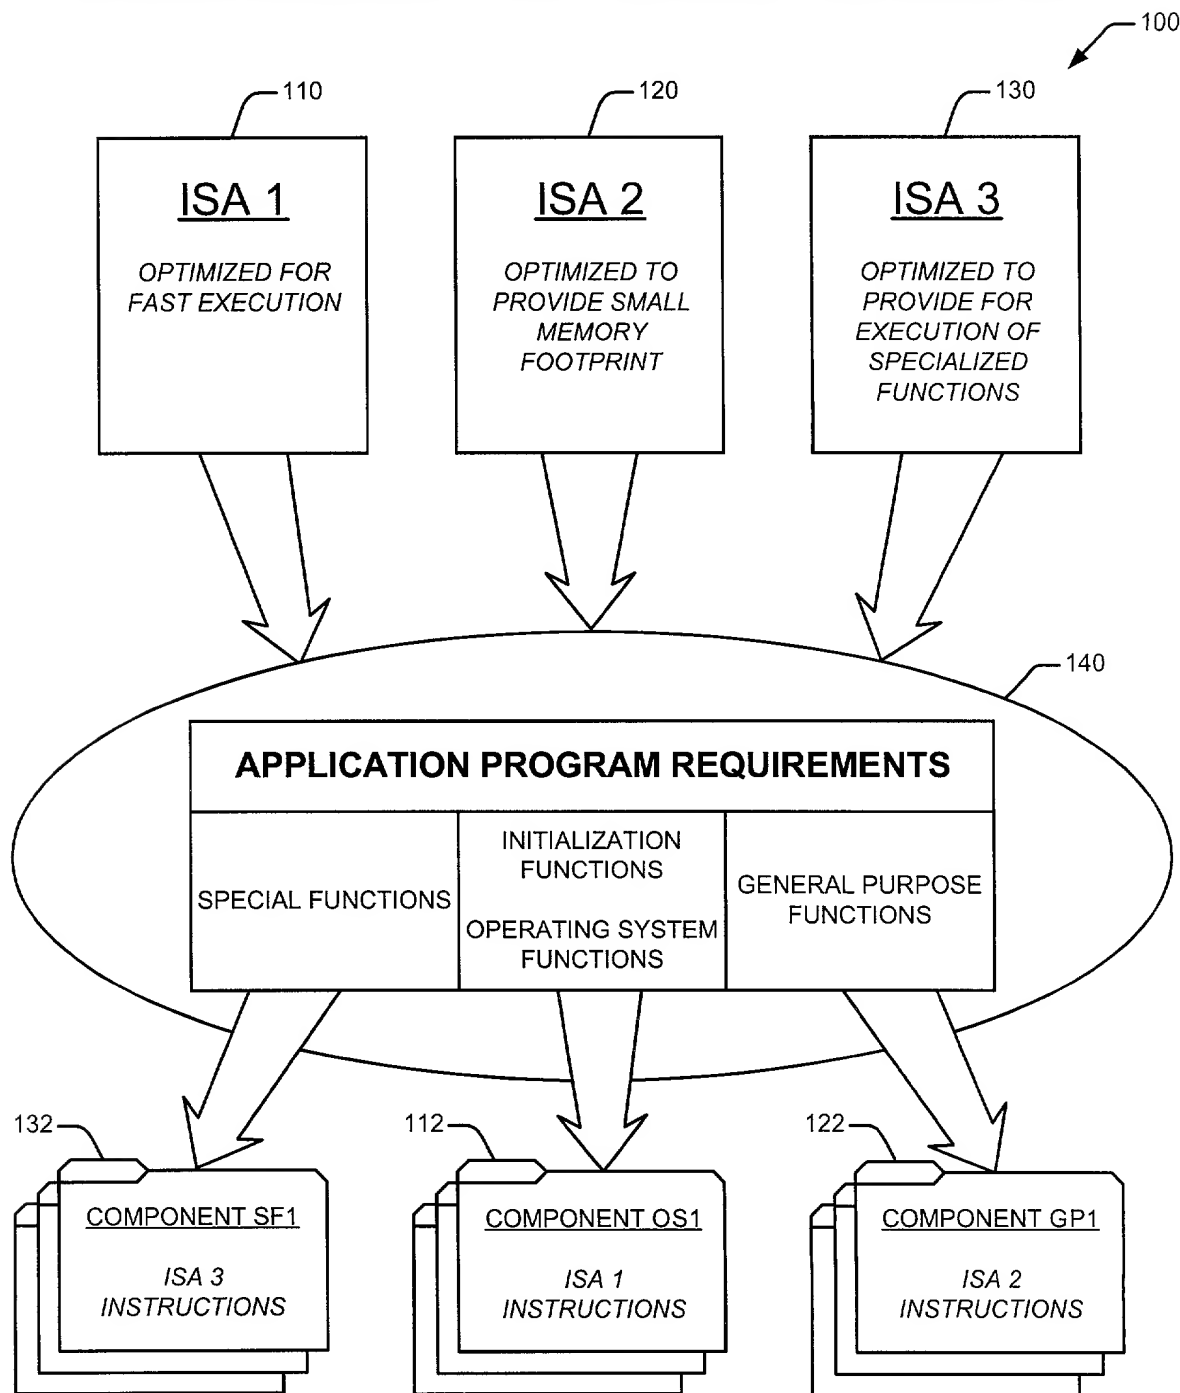 100
110
120
130
ISA 1
OPTIMIZED FOR
FAST EXECUTION
ISA 2
OPTIMIZED TO
PROVIDE SMALL
MEMORY
FOOTPRINT
ISA 3
OPTIMIZED TO
PROVIDE FOR
EXECUTION OF
SPECIALIZED
FUNCTIONS
140
APPLICATION PROGRAM REQUIREMENTS
SPECIAL FUNCTIONS
INITIALIZATION
FUNCTIONS
OPERATING SYSTEM
FUNCTIONS
GENERAL PURPOSE
FUNCTIONS
132
COMPONENT SF1
ISA 3
INSTRUCTIONS
112
COMPONENT OS1
ISA 1
INSTRUCTIONS
122
COMPONENT GP1
ISA 2
INSTRUCTIONS